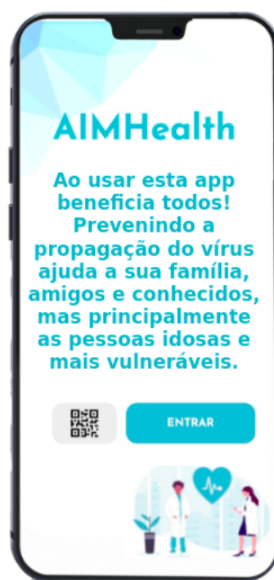 AIMHealth
Ao usar esta app
beneficia todos!
Prevenindo a
propagação do vírus
ajuda a sua família,
amigos e conhecidos,
mas principalmente
as pessoas idosas e
mais vulneráveis.
ENTRAR